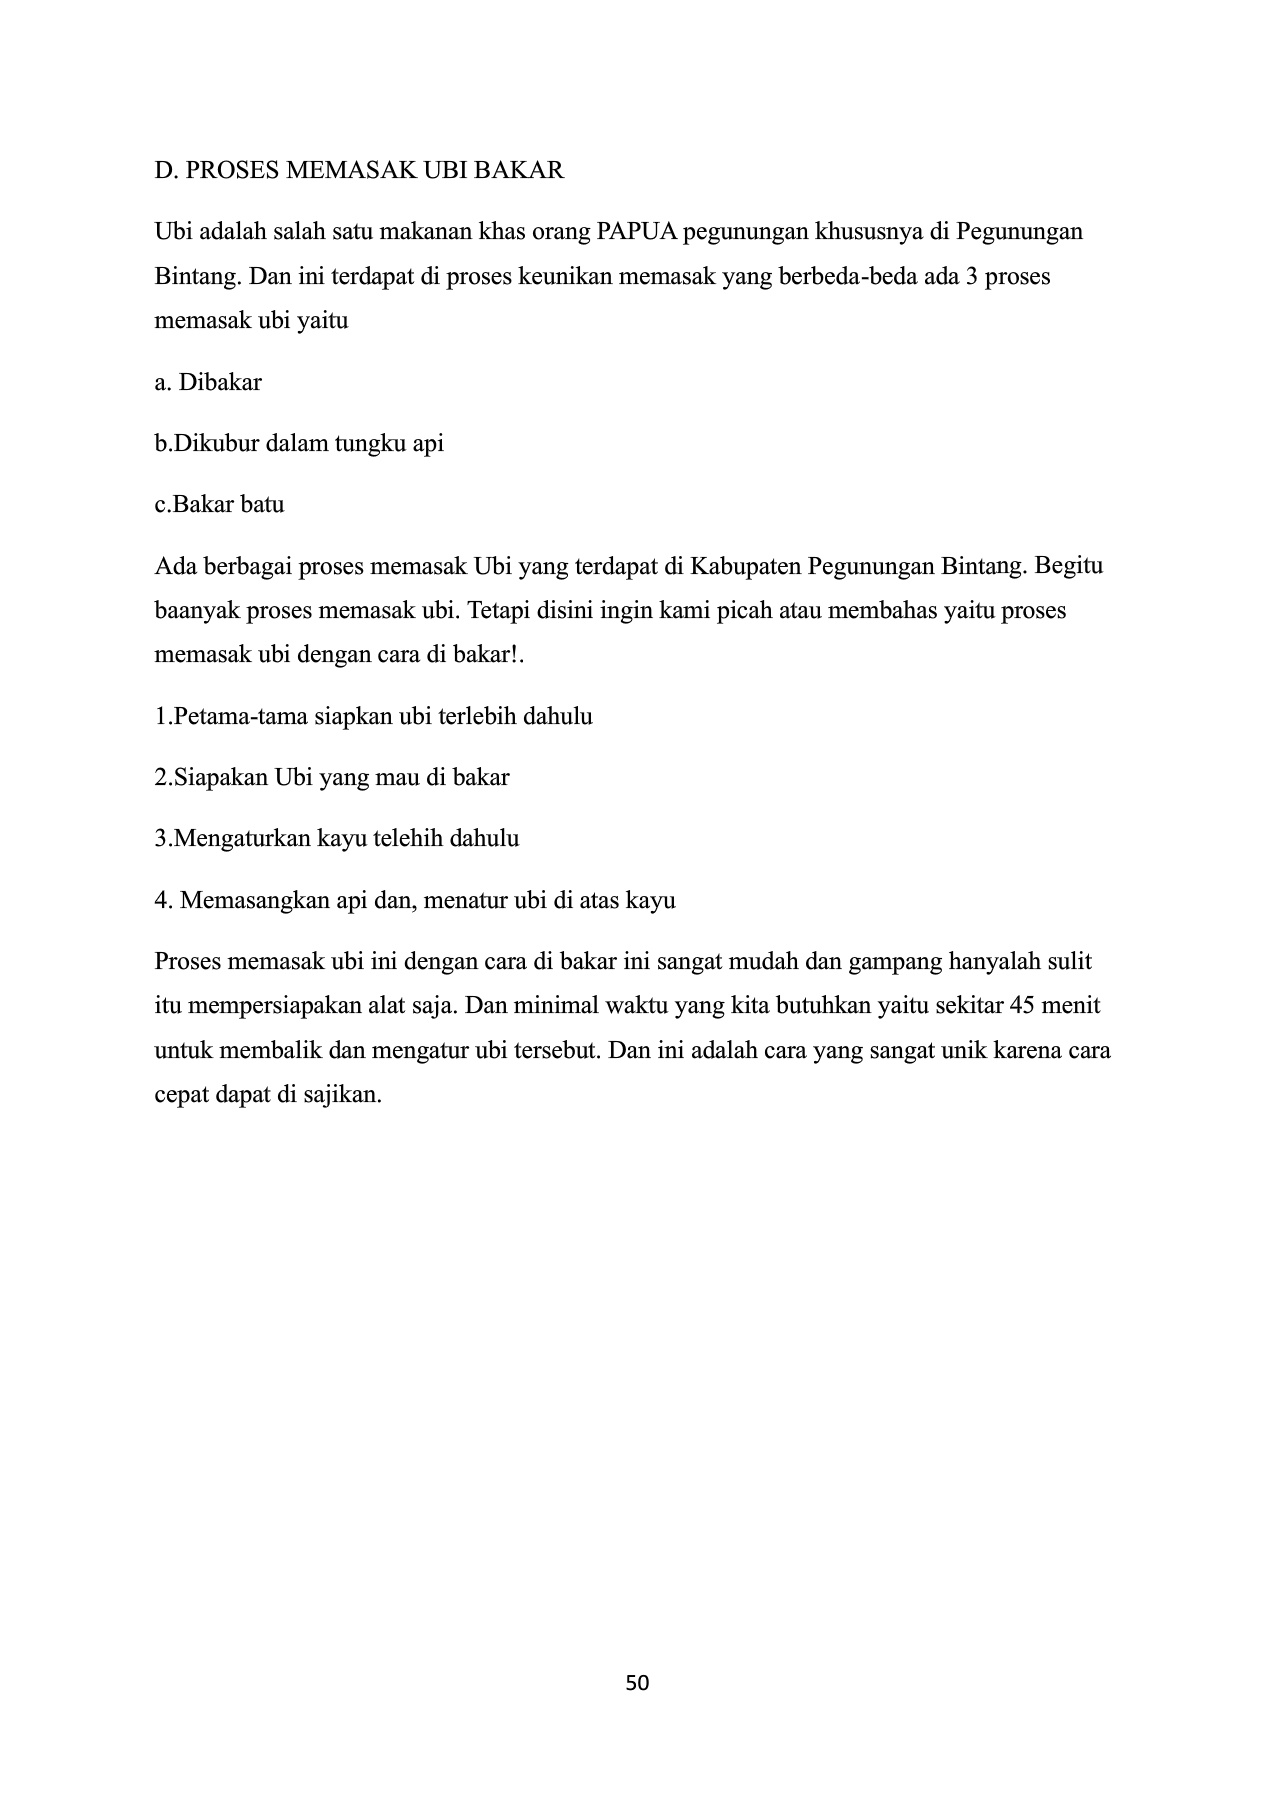 D. PROSES MEMASAK UBI BAKAR
Ubi adalah salah satu makanan khas orang PAPUA pegunungan khususnya di Pegunungan
Bintang. Dan ini terdapat di proses keunikan memasak yang berbeda-beda ada 3 proses
memasak ubi yaitu
a. Dibakar
b.Dikubur dalam tungku api
c.Bakar batu
Ada berbagai proses memasak Ubi yang terdapat di Kabupaten Pegunungan Bintang. Begitu
baanyak proses memasak ubi. Tetapi disini ingin kami picah atau membahas yaitu proses
memasak ubi dengan cara di bakar!.
1.Petama-tama siapkan ubi terlebih dahulu
2.Siapakan Ubi yang mau di bakar
3.Mengaturkan kayu telehih dahulu
4. Memasangkan api dan, menatur ubi di atas kayu
Proses memasak ubi ini dengan cara di bakar ini sangat mudah dan gampang hanyalah sulit
itu mempersiapakan alat saja. Dan minimal waktu yang kita butuhkan yaitu sekitar 45 menit
untuk membalik dan mengatur ubi tersebut. Dan ini adalah cara yang sangat unik karena cara
cepat dapat di sajikan.
50